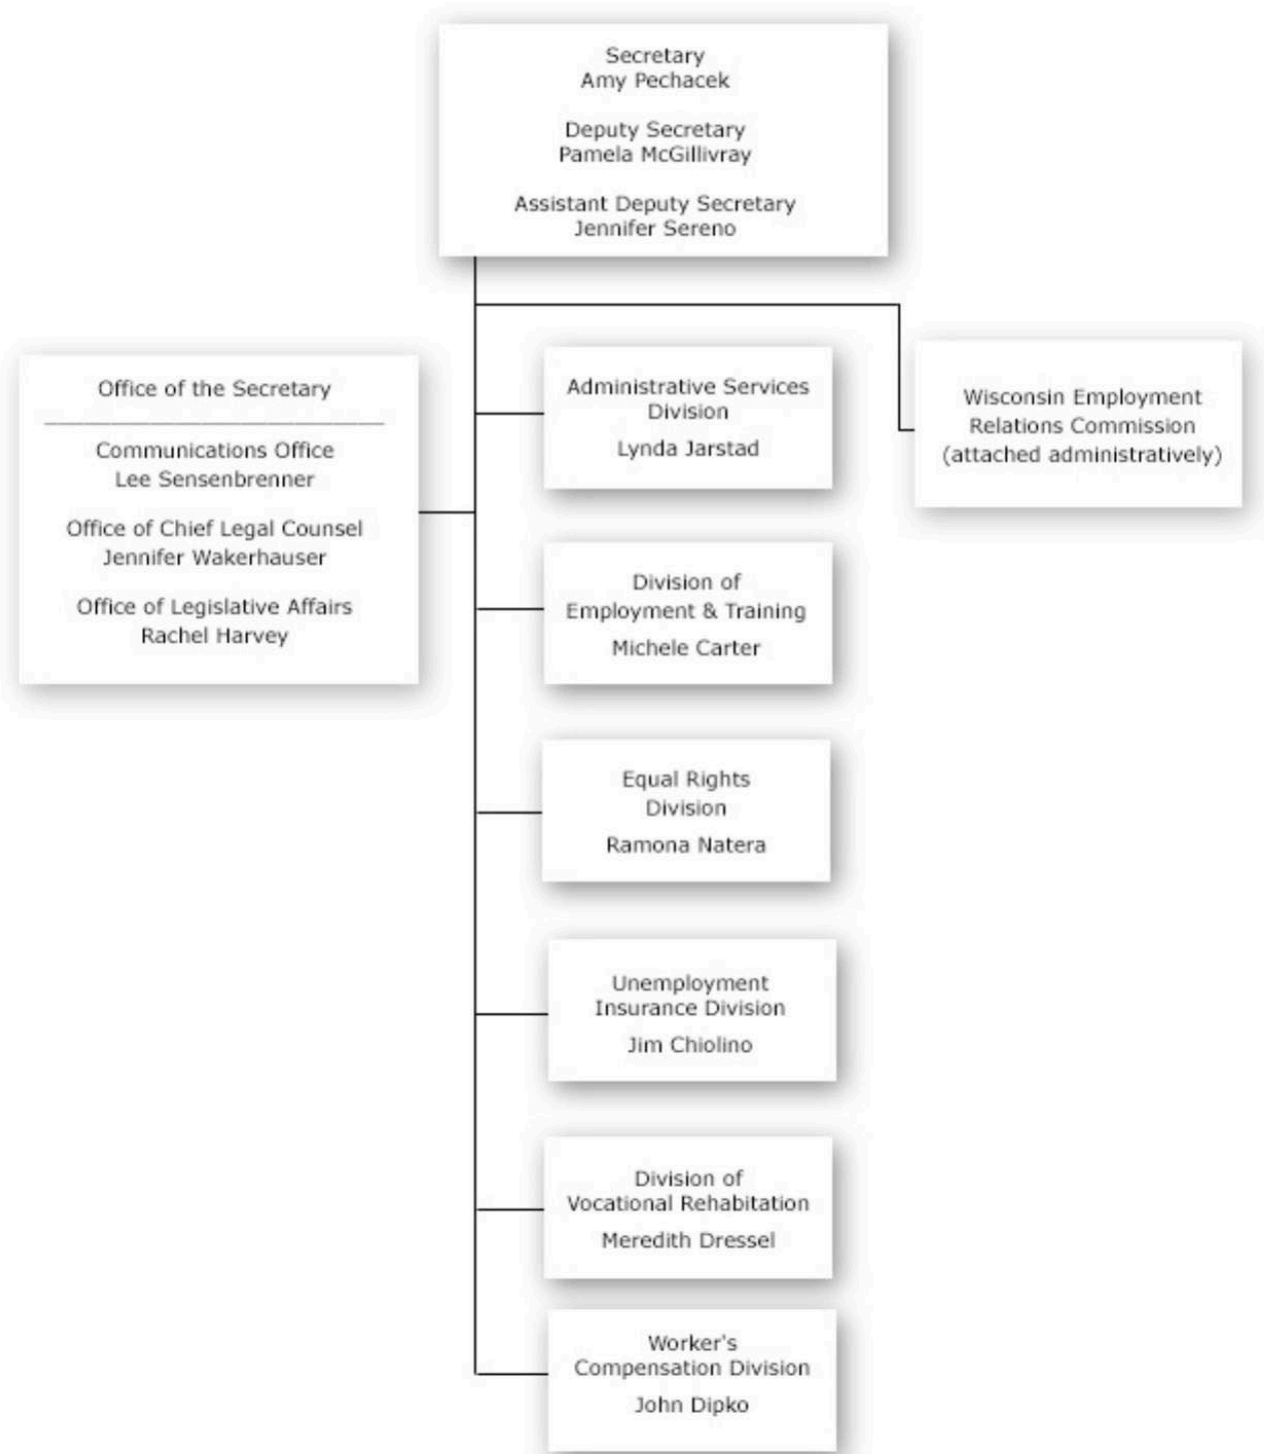 Secretary
Amy Pechacek
Deputy Secretary
Pamela McGillivray
Assistant Deputy Secretary
Jennifer Sereno
Office of the Secretary
Communications Office
Lee Sensenbrenner
Office of Chief Legal Counsel
Jennifer Wakerhauser
Office of Legislative Affairs
Rachel Harvey
Administrative Services
Division
Lynda Jarstad
Wisconsin Employment
Relations Commission
(attached administratively)
Division of
Employment & Training
Michele Carter
Equal Rights
Division
Ramona Natera
Unemployment
Insurance Division
Jim Chiolino
Division of
Vocational Rehabitation
Meredith Dressel
Worker's
Compensation Division
John Dipko